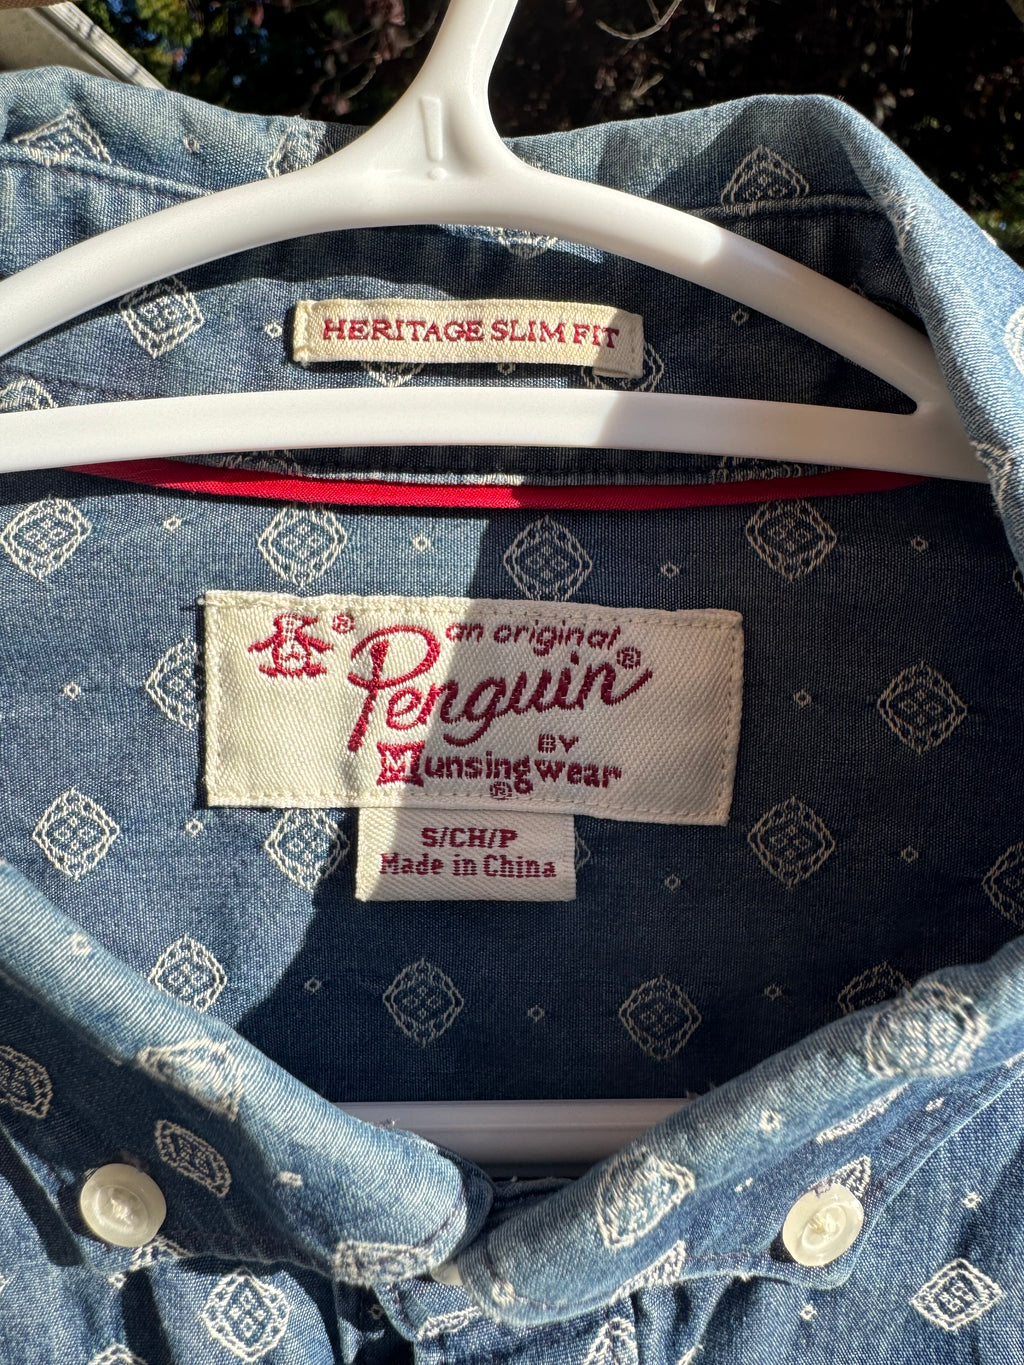 HERITAGE SLIM FIT
an original
Penguin
BY
Munsingwear
S/CH/P
Made in China